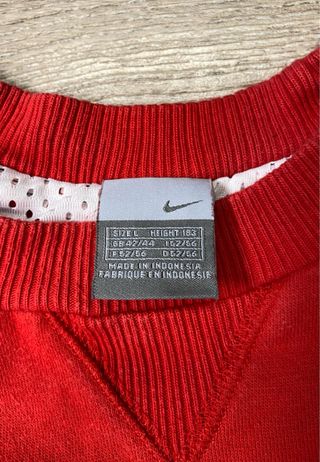 SIZE L HEIGHT 183
GB 42/44 I 52/56
F 52/56 D 52/56
MADE IN INDONESIA
FABRIQUE EN INDONESIE